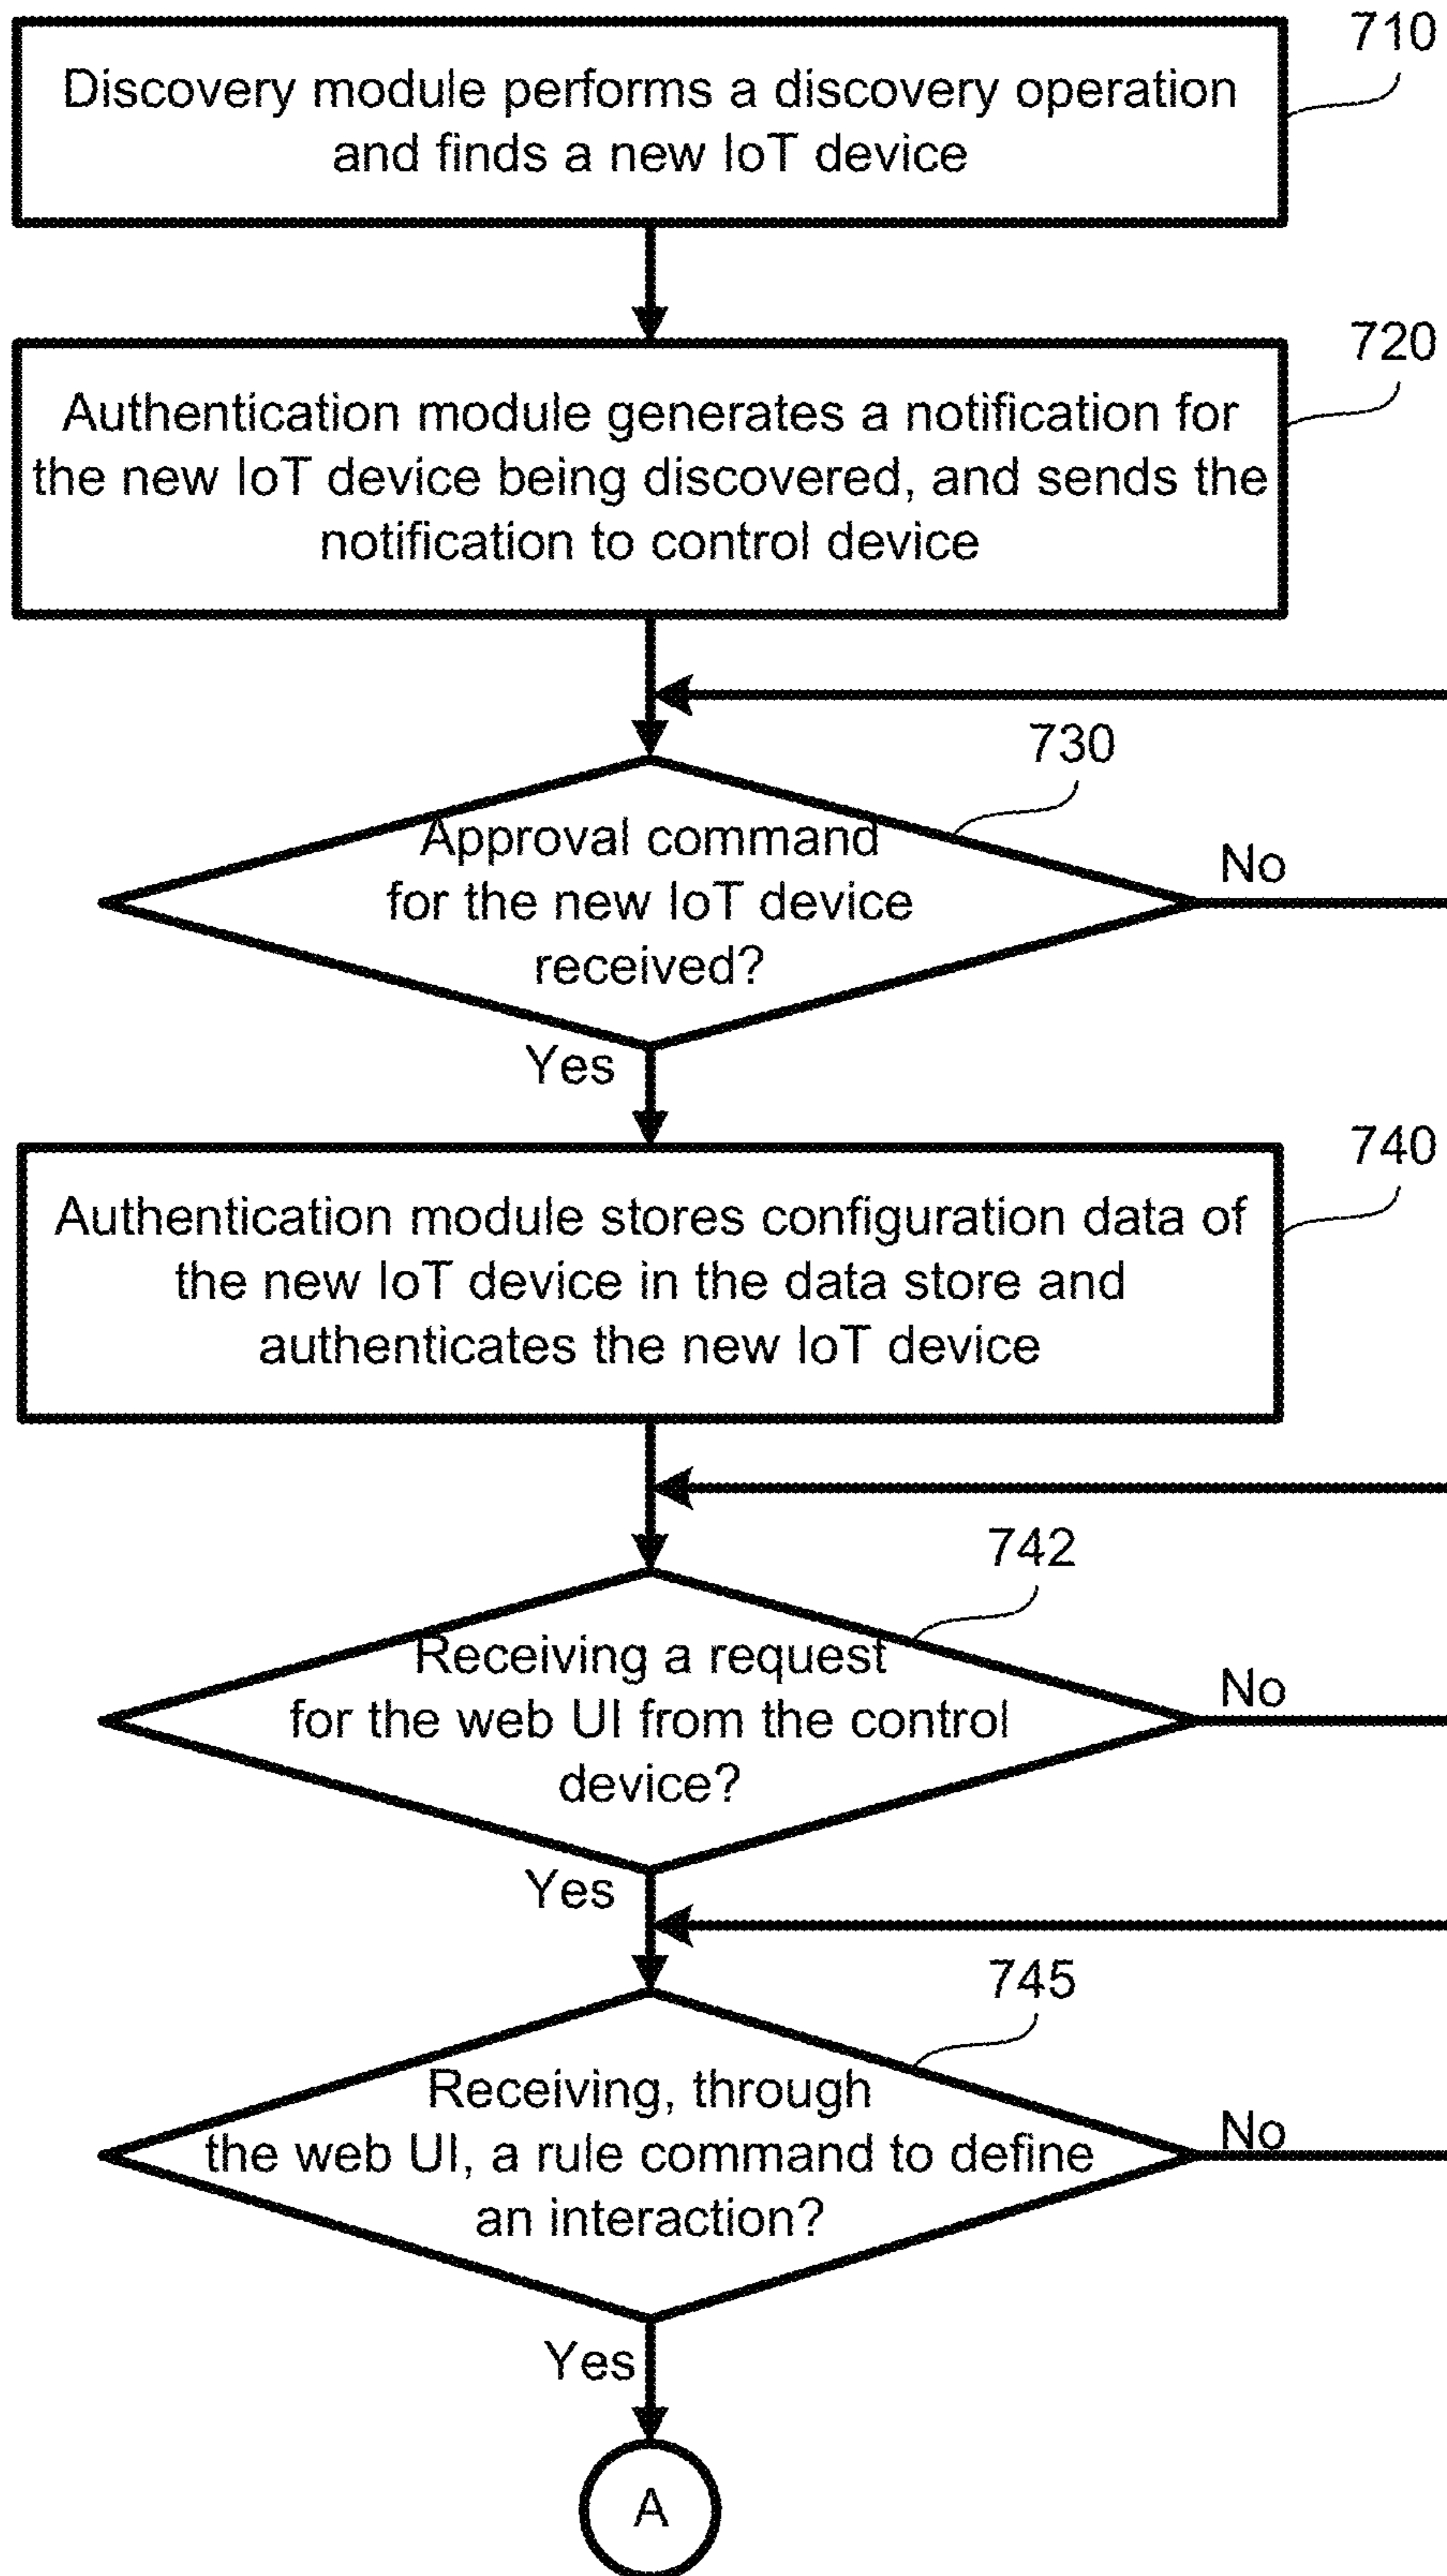 710
Discovery module performs a discovery operation
and finds a new IoT device
720
Authentication module generates a notification for
the new IoT device being discovered, and sends the
notification to control device
730
Approval command
for the new IoT device
received?
No
Yes
740
Authentication module stores configuration data of
the new IoT device in the data store and
authenticates the new IoT device
742
Receiving a request
for the web UI from the control
device?
No
Yes
745
Receiving, through
the web UI, a rule command to define
an interaction?
No
Yes
A